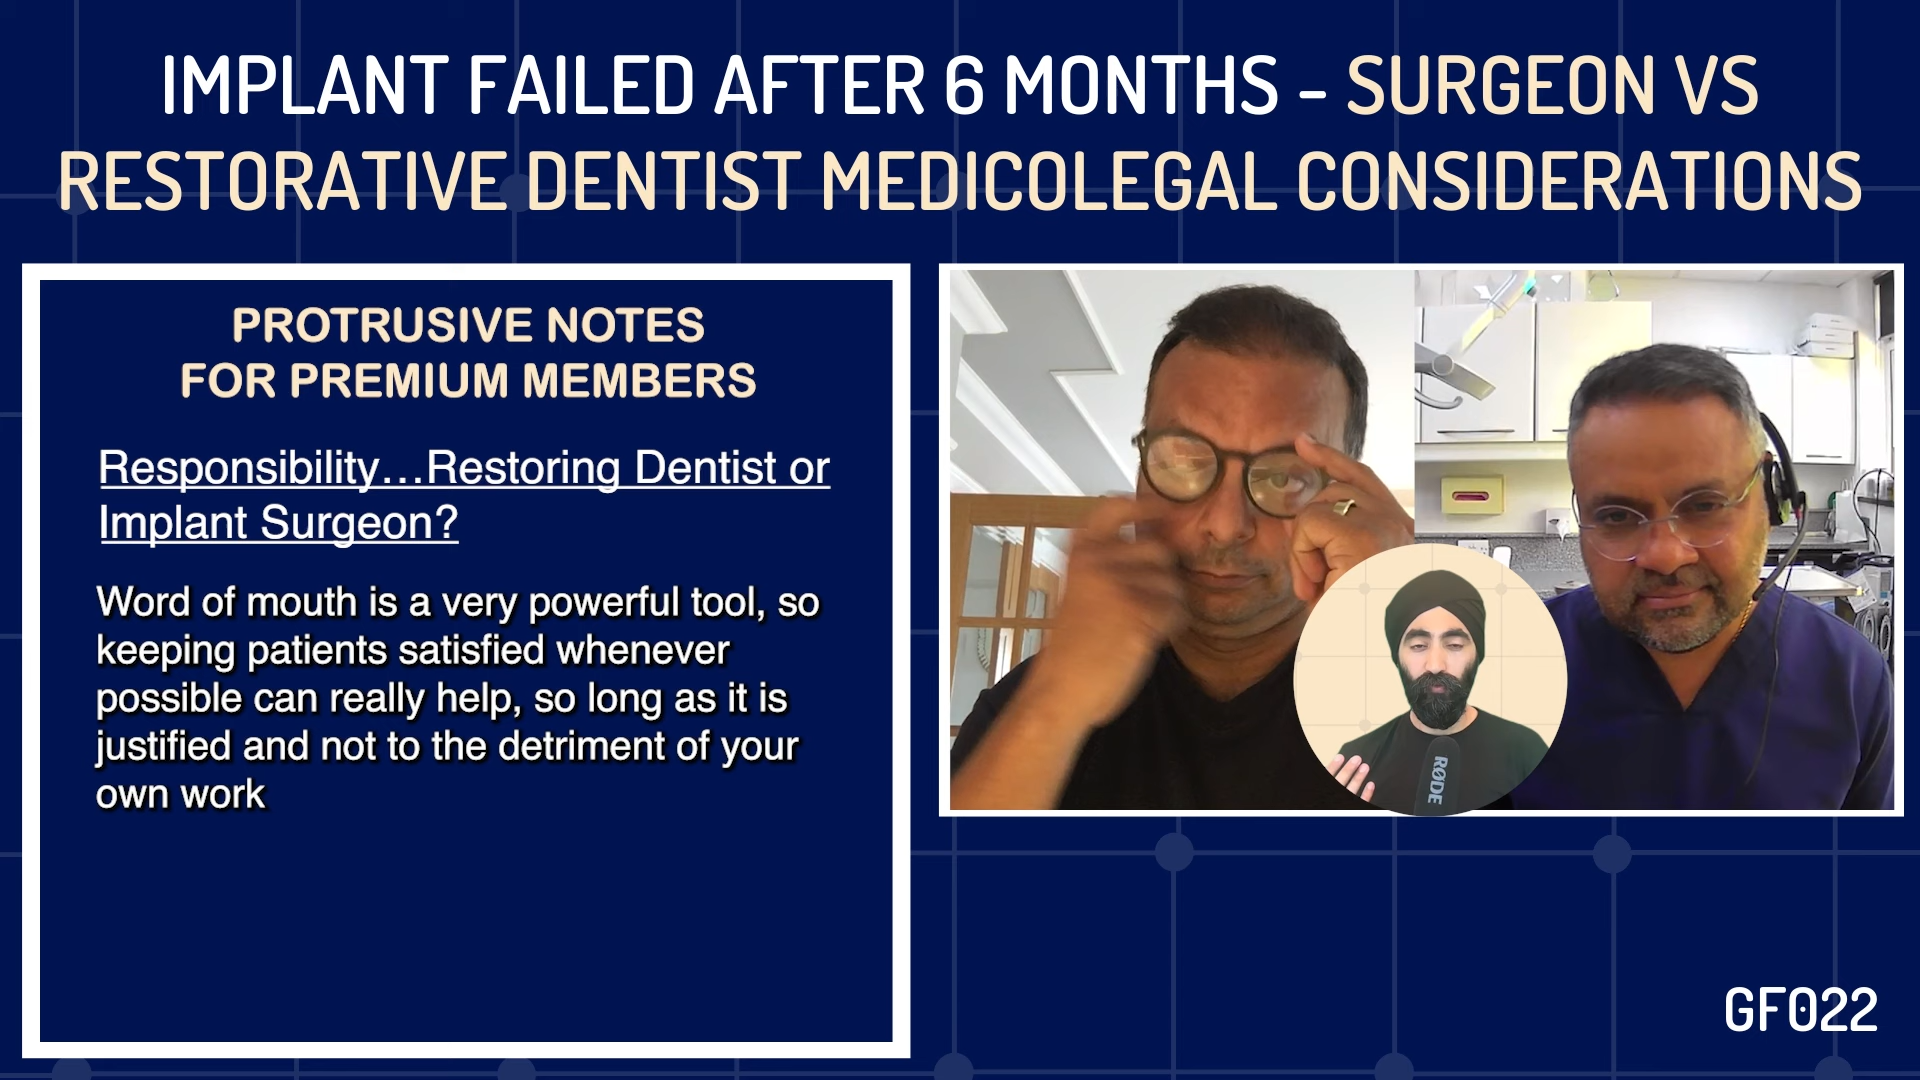 IMPLANT FAILED AFTER 6 MONTHS - SURGEON VS
RESTORATIVE DENTIST MEDICOLEGAL CONSIDERATIONS
PROTRUSIVE NOTES
FOR PREMIUM MEMBERS
Responsibility...Restoring Dentist or
Implant Surgeon?
Word of mouth is a very powerful tool, so
keeping patients satisfied whenever
possible can really help, so long as it is
justified and not to the detriment of your
own work
RØDE
GF022